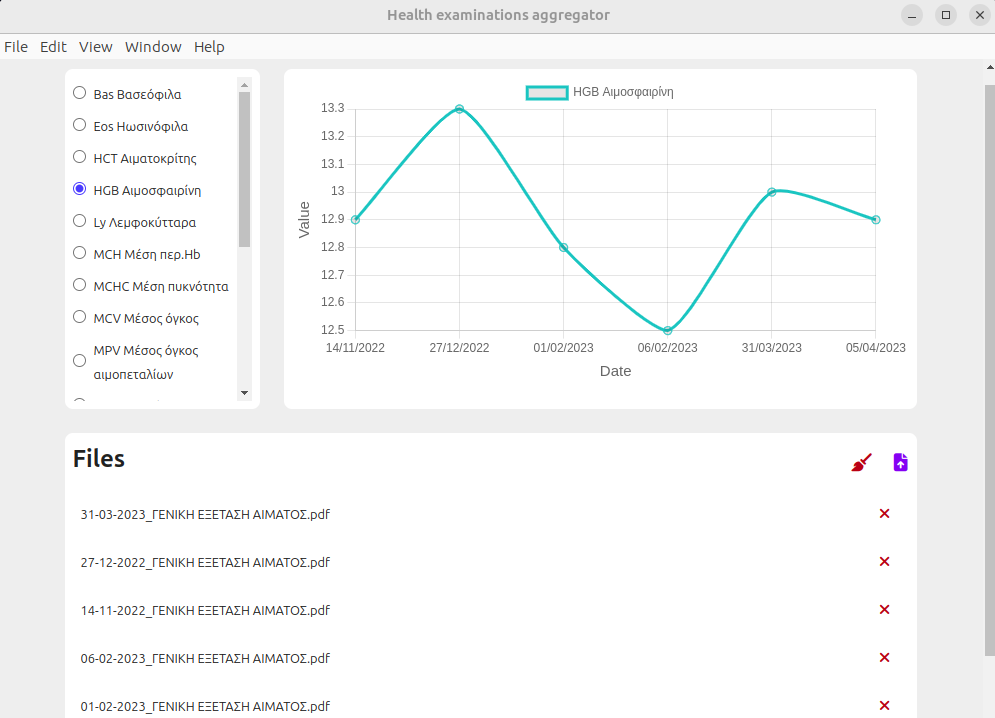 Health examinations aggregator
File Edit View Window Help
Bas Βασεόφιλα
Eos Ηωσινόφιλα
HCT Αιματοκρίτης
HGB Αιμοσφαιρίνη
Ly Λεμφοκύτταρα
MCH Μέση περ.Hb
MCHC Μέση πυκνότητα
MCV Μέσος όγκος
MPV Μέσος όγκος
αιμοπεταλίων
HGB Αιμοσφαιρίνη
13.3
13.2
13.1
13
12.9
12.8
12.7
12.6
12.5
Value
14/11/2022 27/12/2022 01/02/2023 06/02/2023 31/03/2023 05/04/2023
Date
Files
31-03-2023_ΓΕΝΙΚΗ ΕΞΕΤΑΣΗ ΑΙΜΑΤΟΣ.pdf
27-12-2022_ΓΕΝΙΚΗ ΕΞΕΤΑΣΗ ΑΙΜΑΤΟΣ.pdf
14-11-2022_ΓΕΝΙΚΗ ΕΞΕΤΑΣΗ ΑΙΜΑΤΟΣ.pdf
06-02-2023_ΓΕΝΙΚΗ ΕΞΕΤΑΣΗ ΑΙΜΑΤΟΣ.pdf
01-02-2023_ΓΕΝΙΚΗ ΕΞΕΤΑΣΗ ΑΙΜΑΤΟΣ.pdf